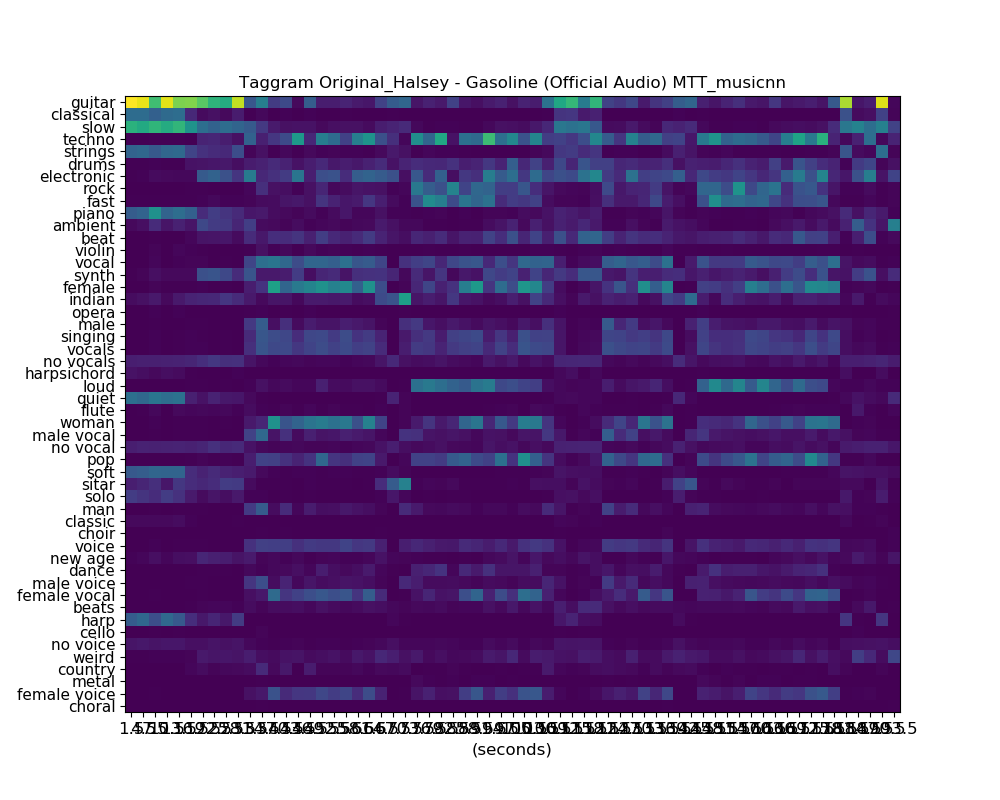 Taggram Original_Halsey - Gasoline (Official Audio) MTT_musicnn
guitar
classical
slow
techno
strings
drums
electronic
rock
fast
piano
ambient
beat
violin
vocal
synth
female
indian
opera
male
singing
vocals
no vocals
harpsichord
loud
quiet
flute
woman
male vocal
no vocal
pop
soft
sitar
solo
man
classic
choir
voice
new age
dance
male voice
female vocal
beats
harp
cello
no voice
weird
country
metal
female voice
choral
(seconds)